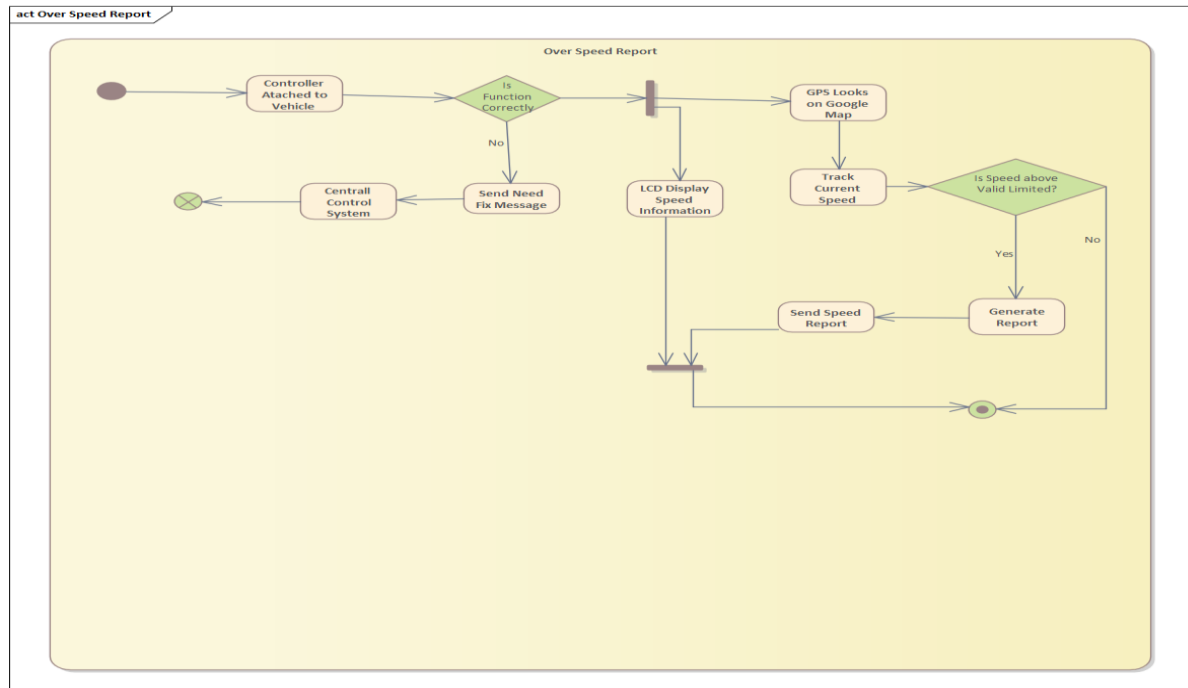 act Over Speed Report
Over Speed Report
Controller
Atached to
Vehicle
Is
Function
Correctly
GPS Looks
on Google
Map
No
Centrall
Control
System
Send Need
Fix Message
LCD Display
Speed
Information
Track
Current
Speed
Is Speed above
Valid Limited?
No
Yes
Send Speed
Report
Generate
Report